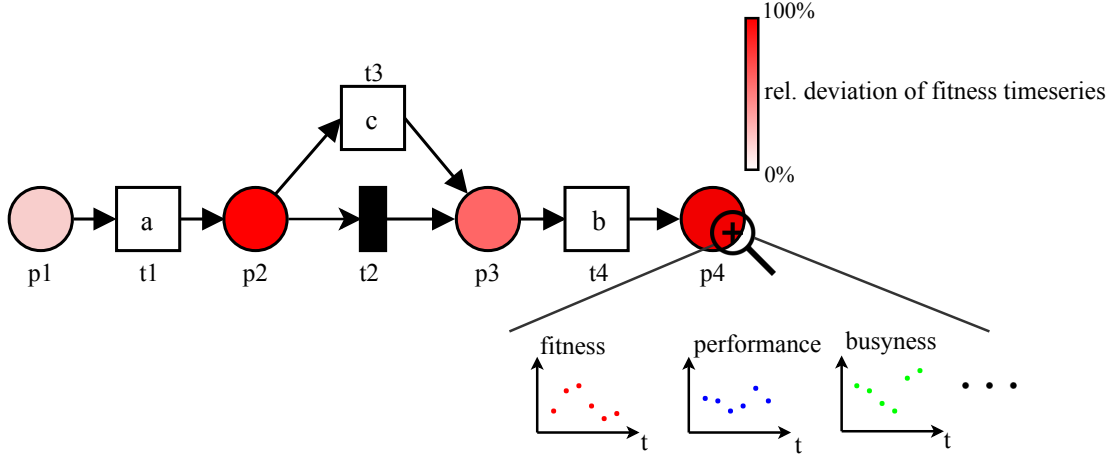 100%
rel. deviation of fitness timeseries
0%
t3
c
a
b
p1
t1
p2
t2
p3
t4
p4
fitness
performance
busyness
t
t
t